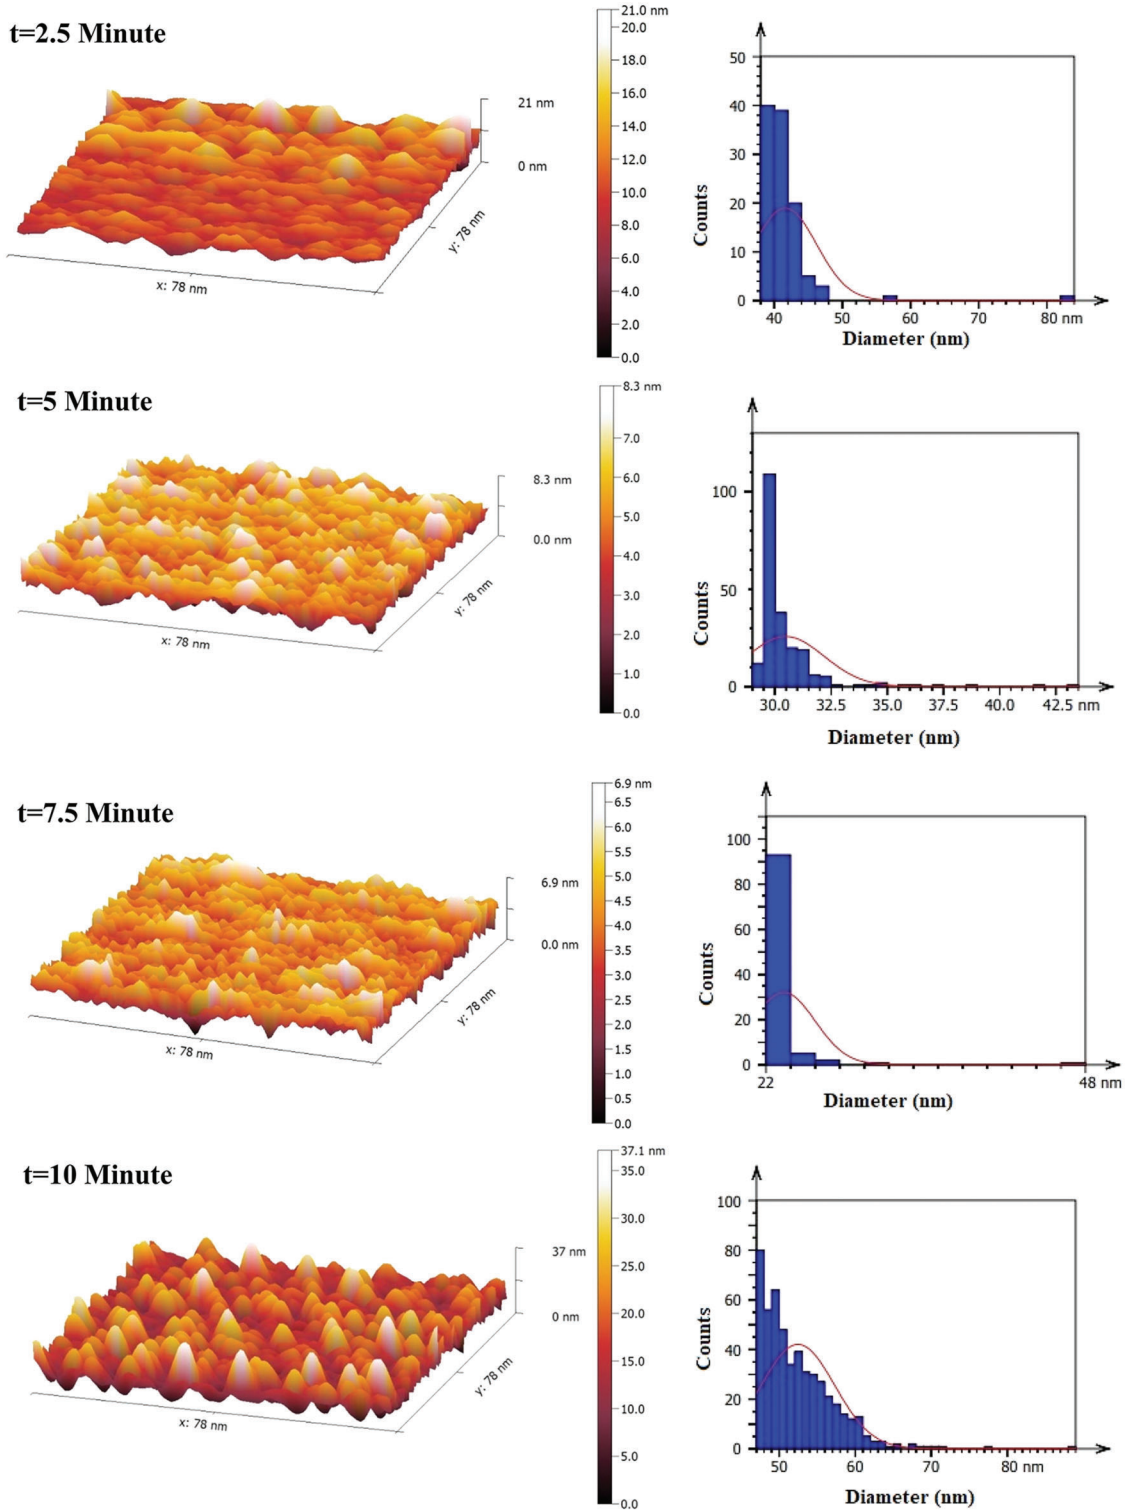 t=2.5 Minute
21 nm
0 nm
y: 78 nm
x: 78 nm
21.0 nm
20.0
18.0
16.0
14.0
12.0
10.0
8.0
6.0
4.0
2.0
0.0
50
40
30
20
10
0
Counts
40 50 60 70 80 nm
Diameter (nm)
t=5 Minute
8.3 nm
0.0 nm
y: 78 nm
x: 78 nm
8.3 nm
7.0
6.0
5.0
4.0
3.0
2.0
1.0
0.0
100
50
0
Counts
30.0 32.5 35.0 37.5 40.0 42.5 nm
Diameter (nm)
t=7.5 Minute
6.9 nm
0.0 nm
y: 78 nm
x: 78 nm
6.9 nm
6.5
6.0
5.5
5.0
4.5
4.0
3.5
3.0
2.5
2.0
1.5
1.0
0.5
0.0
100
80
60
40
20
0
Counts
22 48 nm
Diameter (nm)
t=10 Minute
37 nm
0 nm
y: 78 nm
x: 78 nm
37.1 nm
35.0
30.0
25.0
20.0
15.0
10.0
5.0
0.0
100
80
60
40
20
0
Counts
50 60 70 80 nm
Diameter (nm)